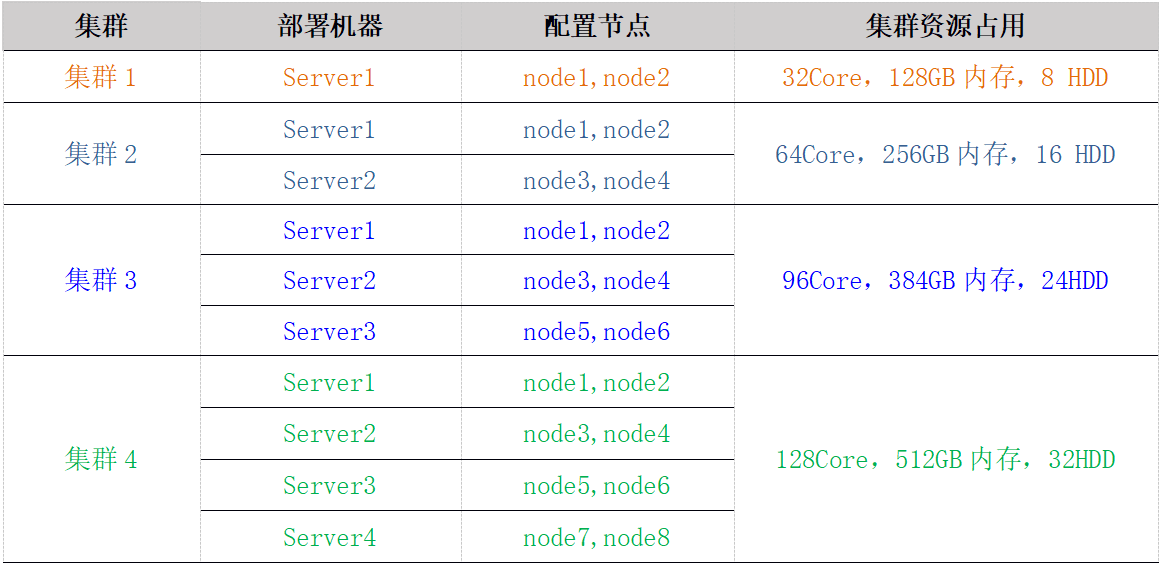 集群 部署机器 配置节点 集群资源占用
集群 1 Server1 node1,node2 32Core，128GB 内存，8 HDD
集群 2 Server1 node1,node2 64Core，256GB 内存，16 HDD
Server2 node3,node4
集群 3 Server1 node1,node2 96Core，384GB 内存，24HDD
Server2 node3,node4
Server3 node5,node6
集群 4 Server1 node1,node2 128Core，512GB 内存，32HDD
Server2 node3,node4
Server3 node5,node6
Server4 node7,node8